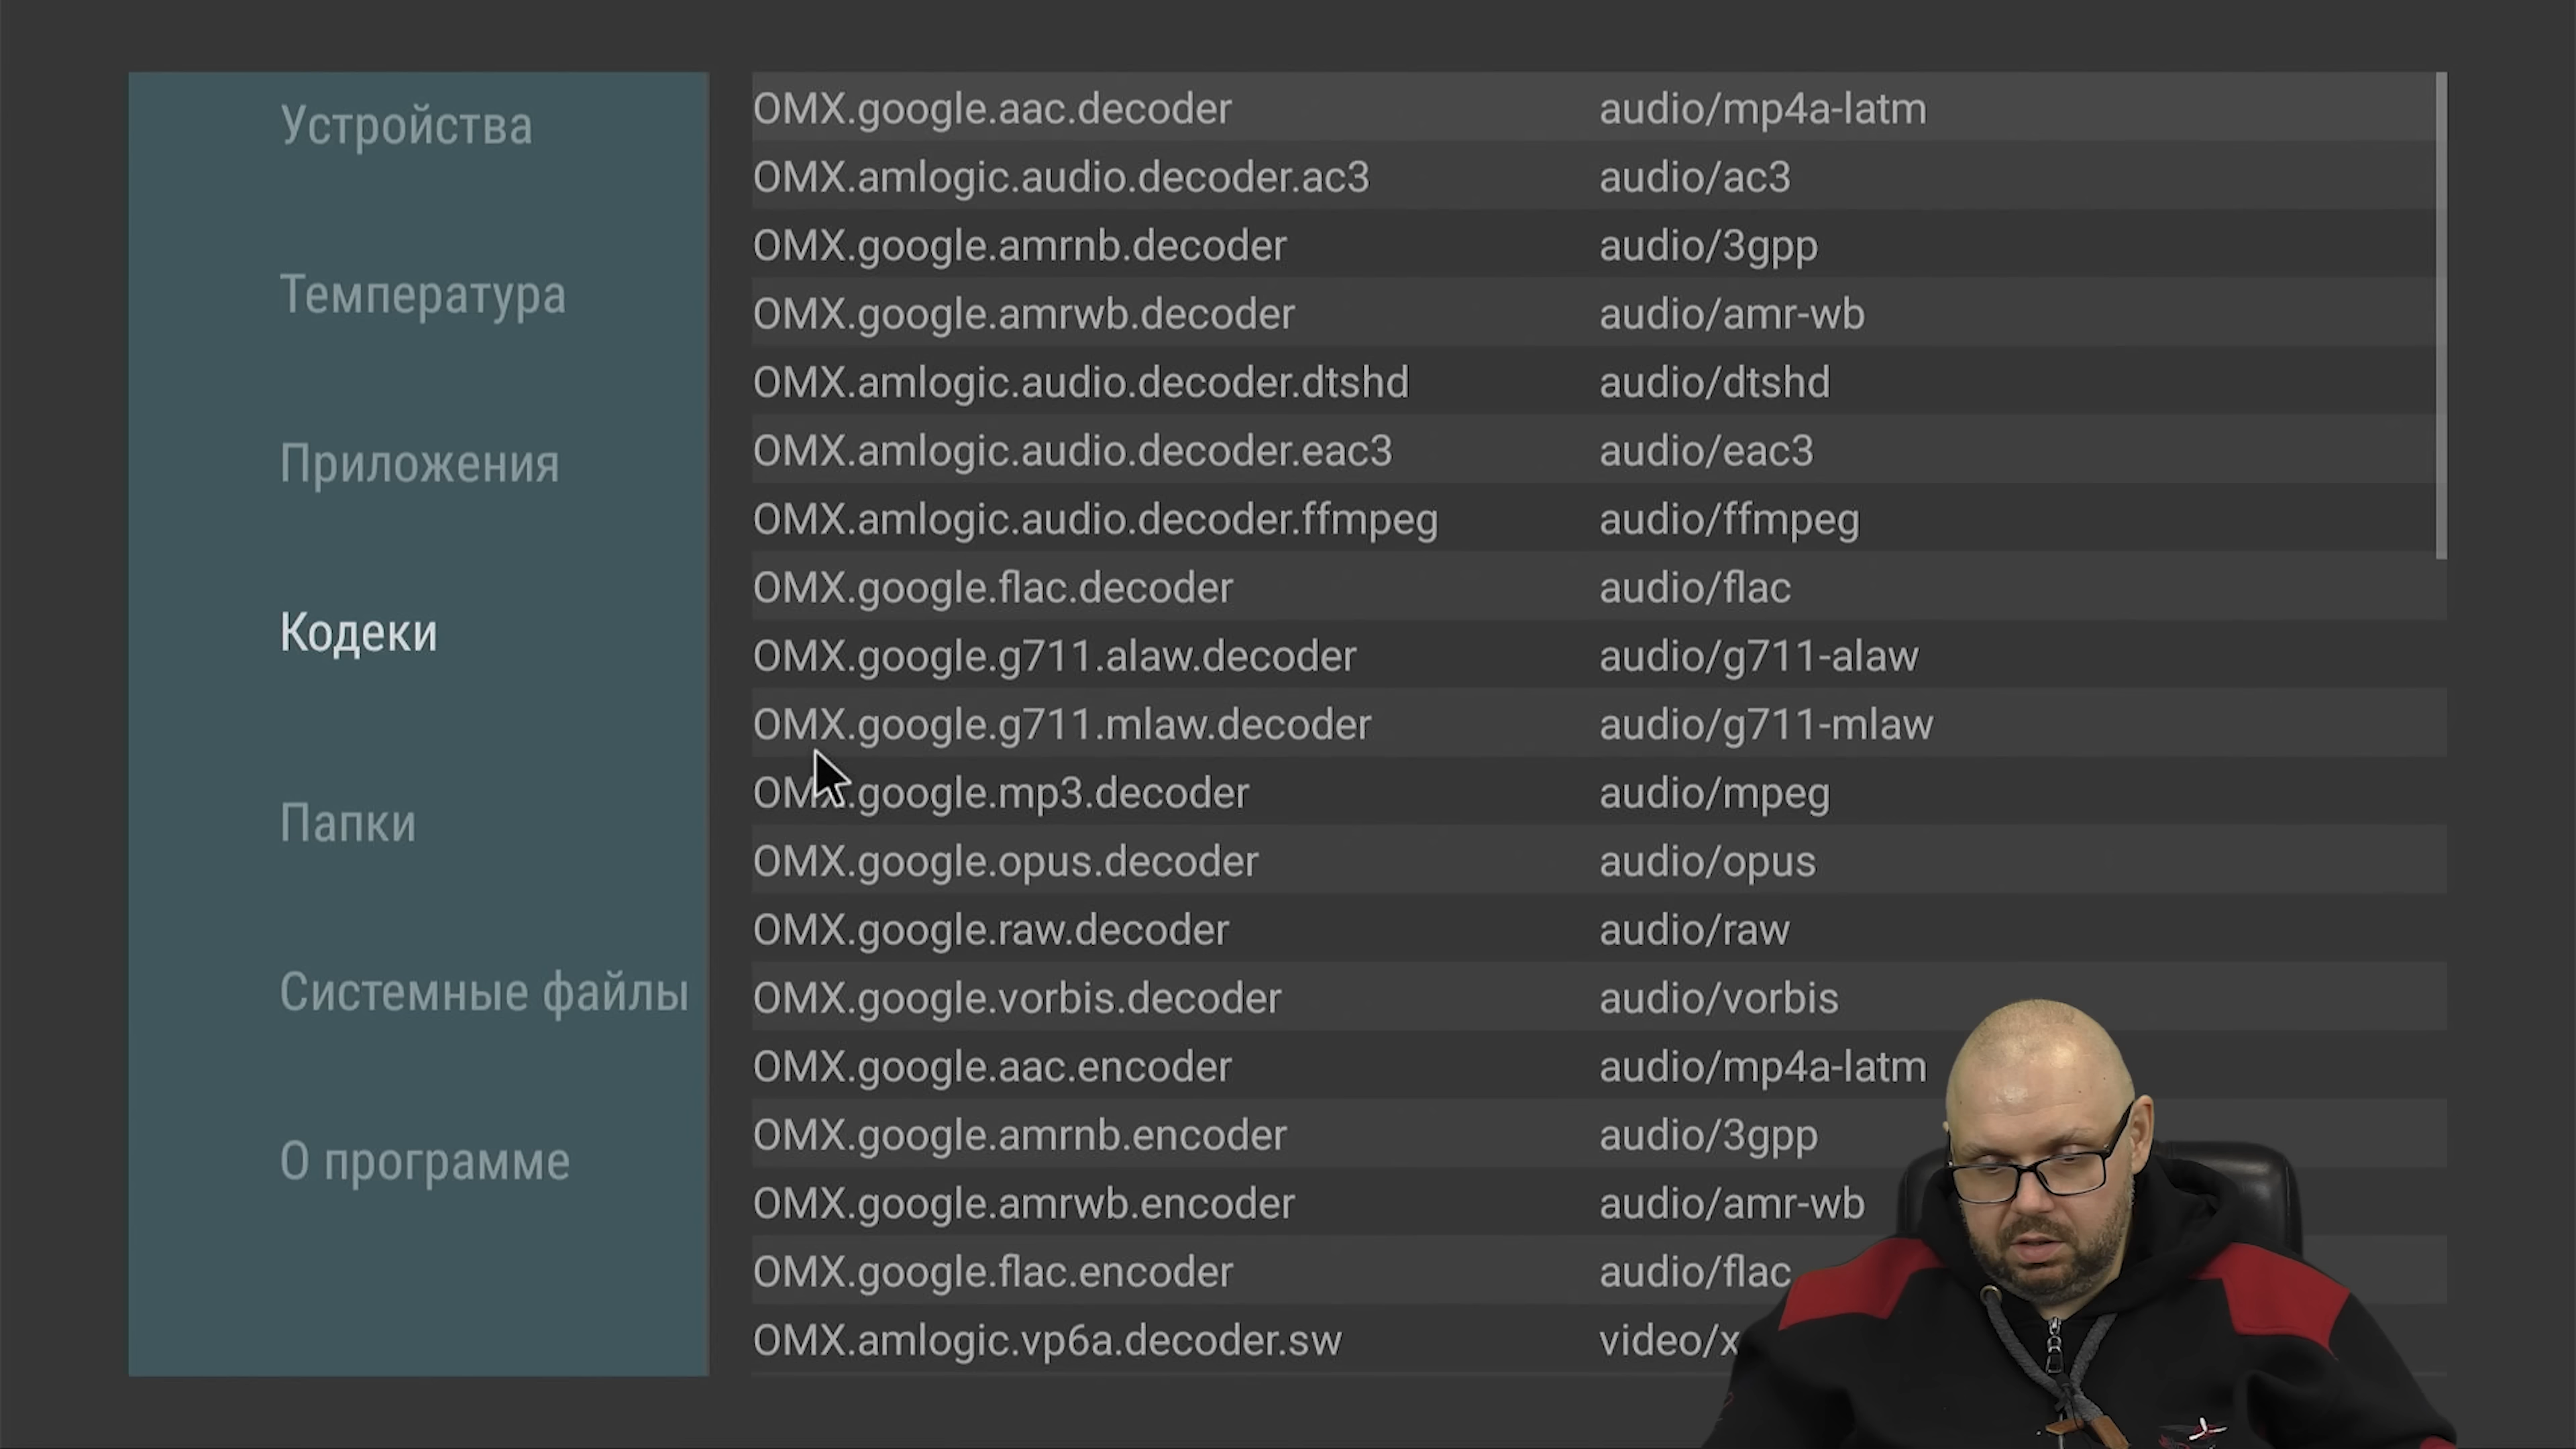 Устройства
Температура
Приложения
Кодеки
Папки
Системные файлы
О программе
OMX.google.aac.decoder audio/mp4a-latm
OMX.amlogic.audio.decoder.ac3 audio/ac3
OMX.google.amrnb.decoder audio/3gpp
OMX.google.amrwb.decoder audio/amr-wb
OMX.amlogic.audio.decoder.dtshd audio/dtshd
OMX.amlogic.audio.decoder.eac3 audio/eac3
OMX.amlogic.audio.decoder.ffmpeg audio/ffmpeg
OMX.google.flac.decoder audio/flac
OMX.google.g711.alaw.decoder audio/g711-alaw
OMX.google.g711.mlaw.decoder audio/g711-mlaw
OMX.google.mp3.decoder audio/mpeg
OMX.google.opus.decoder audio/opus
OMX.google.raw.decoder audio/raw
OMX.google.vorbis.decoder audio/vorbis
OMX.google.aac.encoder audio/mp4a-latm
OMX.google.amrnb.encoder audio/3gpp
OMX.google.amrwb.encoder audio/amr-wb
OMX.google.flac.encoder audio/flac
OMX.amlogic.vp6a.decoder.sw video/x